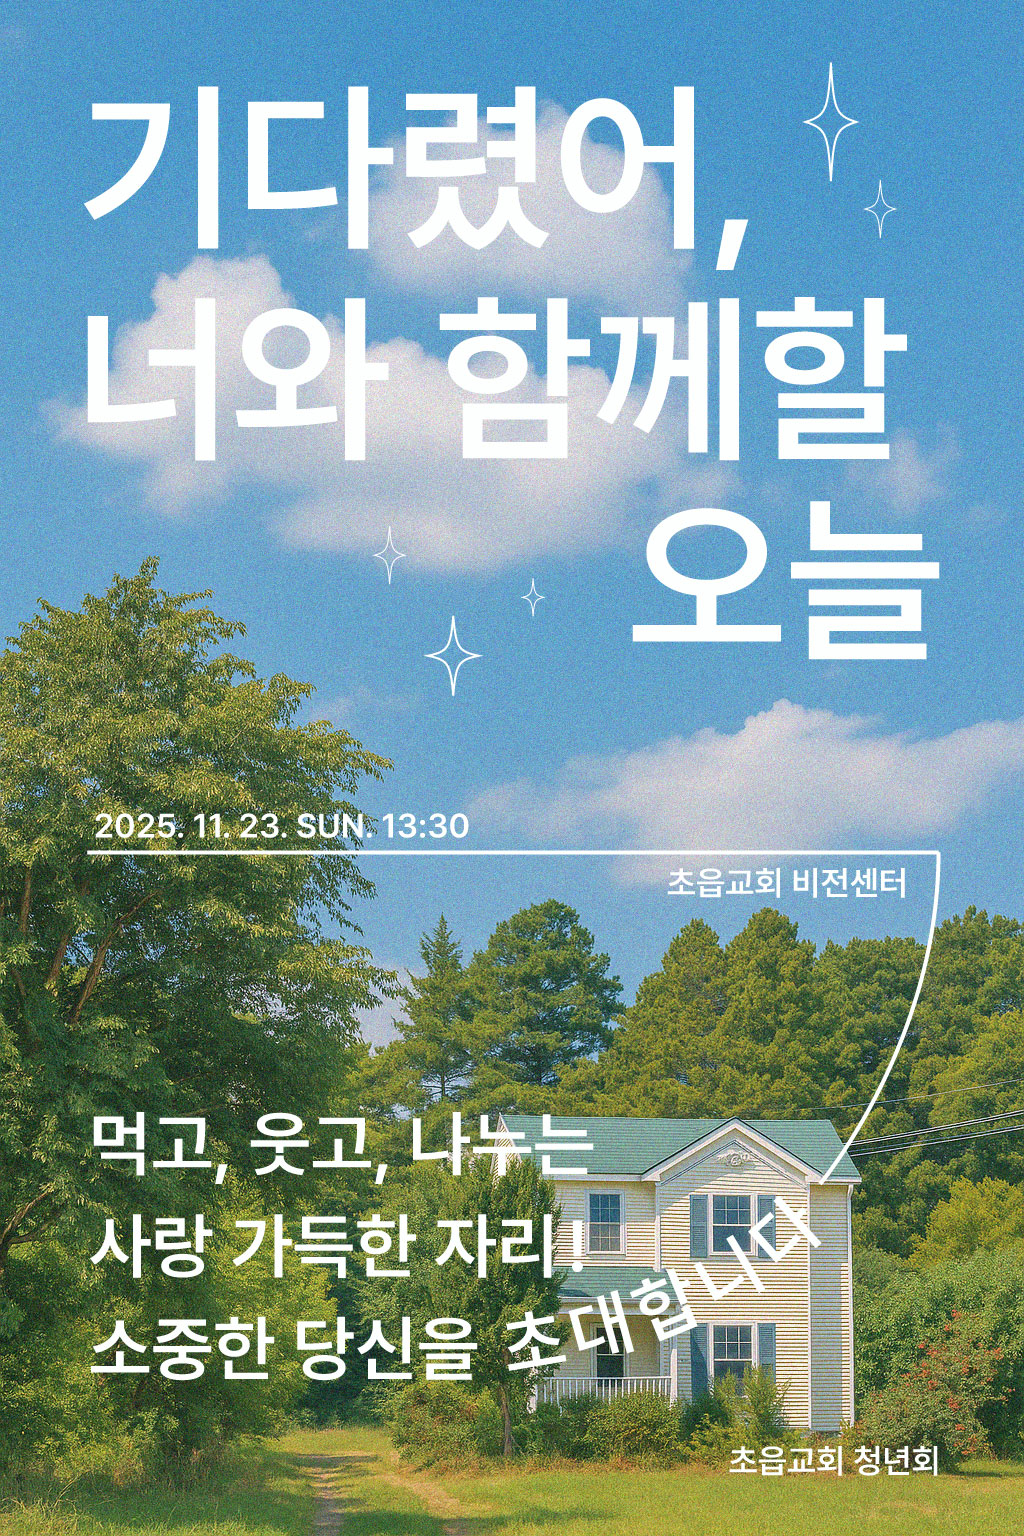 기다렸어,
너와 함께할
오늘
2025. 11. 23. SUN. 13:30
초읍교회 비전센터
먹고, 웃고, 나누는
사랑 가득한 자리!
소중한 당신을 초대합니다
초읍교회 청년회